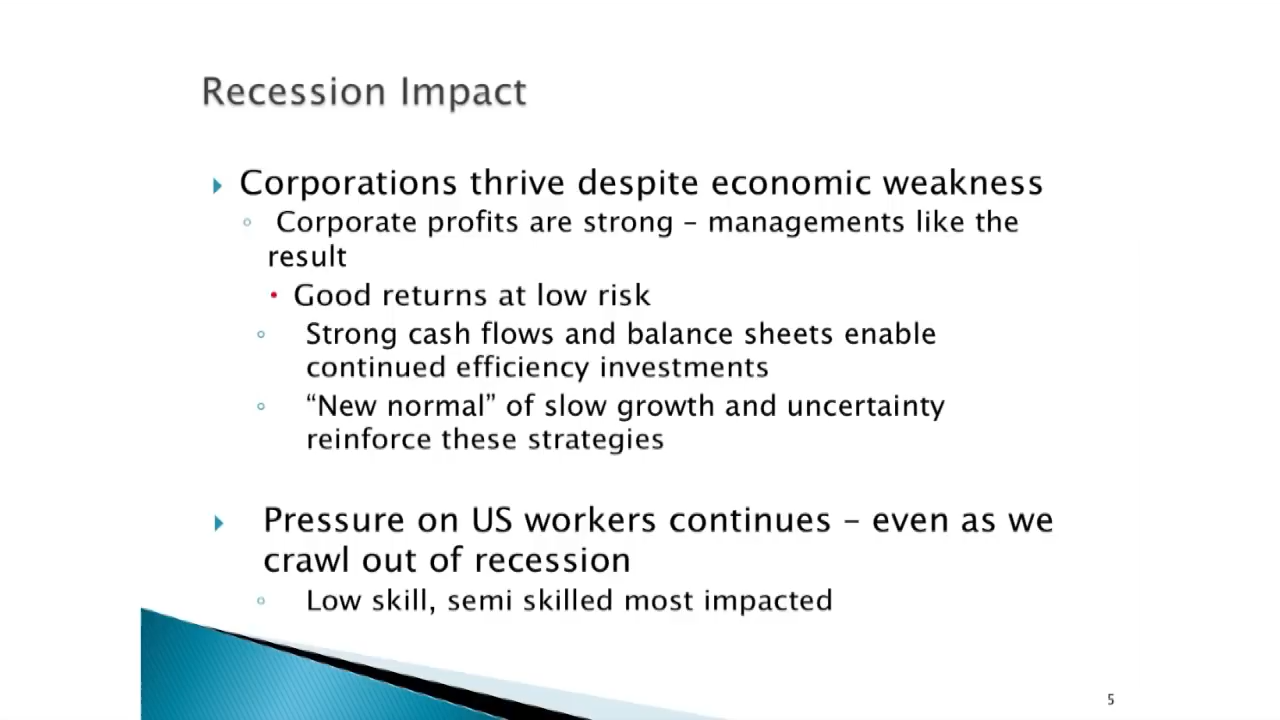 Recession Impact
Corporations thrive despite economic weakness
Corporate profits are strong – managements like the
result
Good returns at low risk
Strong cash flows and balance sheets enable
continued efficiency investments
“New normal” of slow growth and uncertainty
reinforce these strategies
Pressure on US workers continues – even as we
crawl out of recession
Low skill, semi skilled most impacted
5